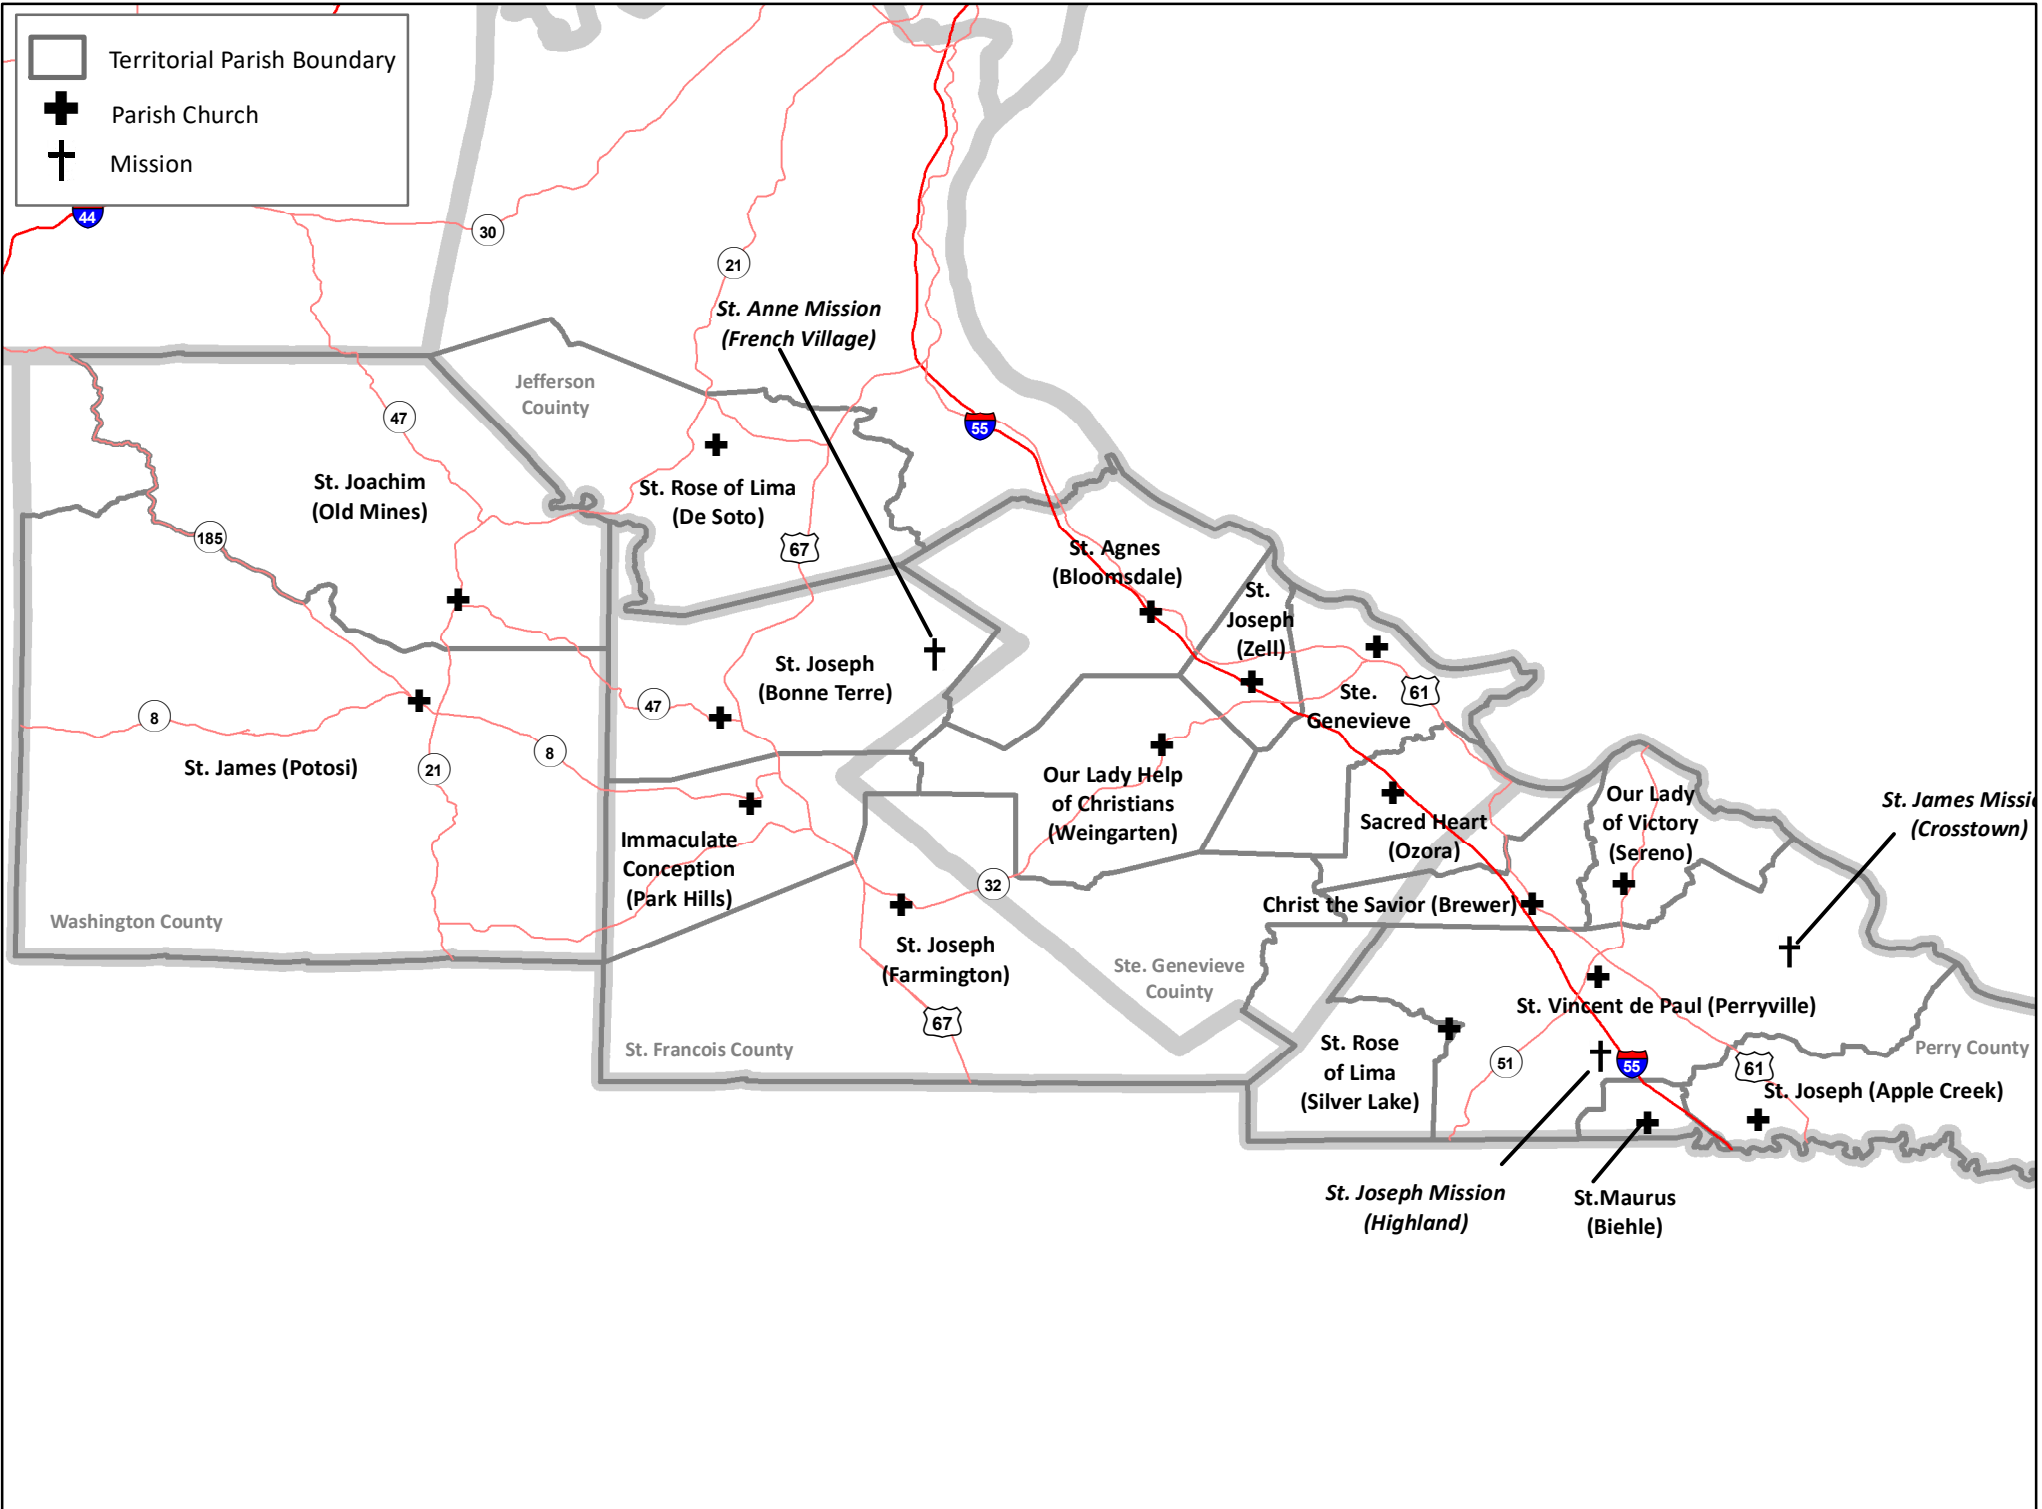 Territorial Parish Boundary
Parish Church
Mission
44
30
21
St. Anne Mission
(French Village)
Jefferson
Couinty
47
55
St. Joachim
(Old Mines)
St. Rose of Lima
(De Soto)
185
67
St. Agnes
(Bloomsdale)
St.
Joseph
(Zell)
St. Joseph
(Bonne Terre)
47
61
Ste.
Genevieve
8
8
St. James (Potosi)
21
Our Lady Help
of Christians
(Weingarten)
Our Lady
of Victory
(Sereno)
St. James Missi
(Crosstown)
Immaculate
Conception
(Park Hills)
Sacred Heart
(Ozora)
32
Christ the Savior (Brewer)
Washington County
St. Joseph
(Farmington)
Ste. Genevieve
County
67
St. Vincent de Paul (Perryville)
St. Francois County
St. Rose
of Lima
(Silver Lake)
51
55
61
Perry County
St. Joseph (Apple Creek)
St. Joseph Mission
(Highland)
St.Maurus
(Biehle)